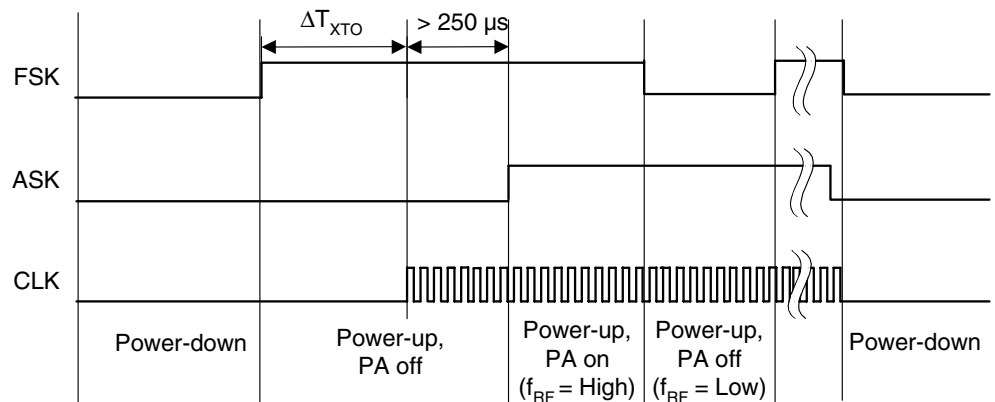 ΔT_XTO
> 250 µs
FSK
ASK
CLK
Power-down
Power-up,
PA off
Power-up,
PA on
(f_RF = High)
Power-up,
PA off
(f_RF = Low)
Power-down